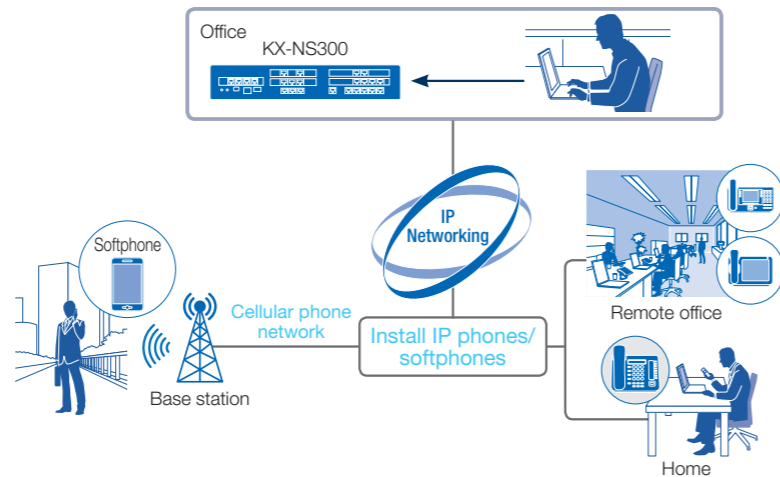 Office
KX-NS300
IP
Networking
Softphone
Cellular phone
network
Install IP phones/
softphones
Remote office
Base station
Home